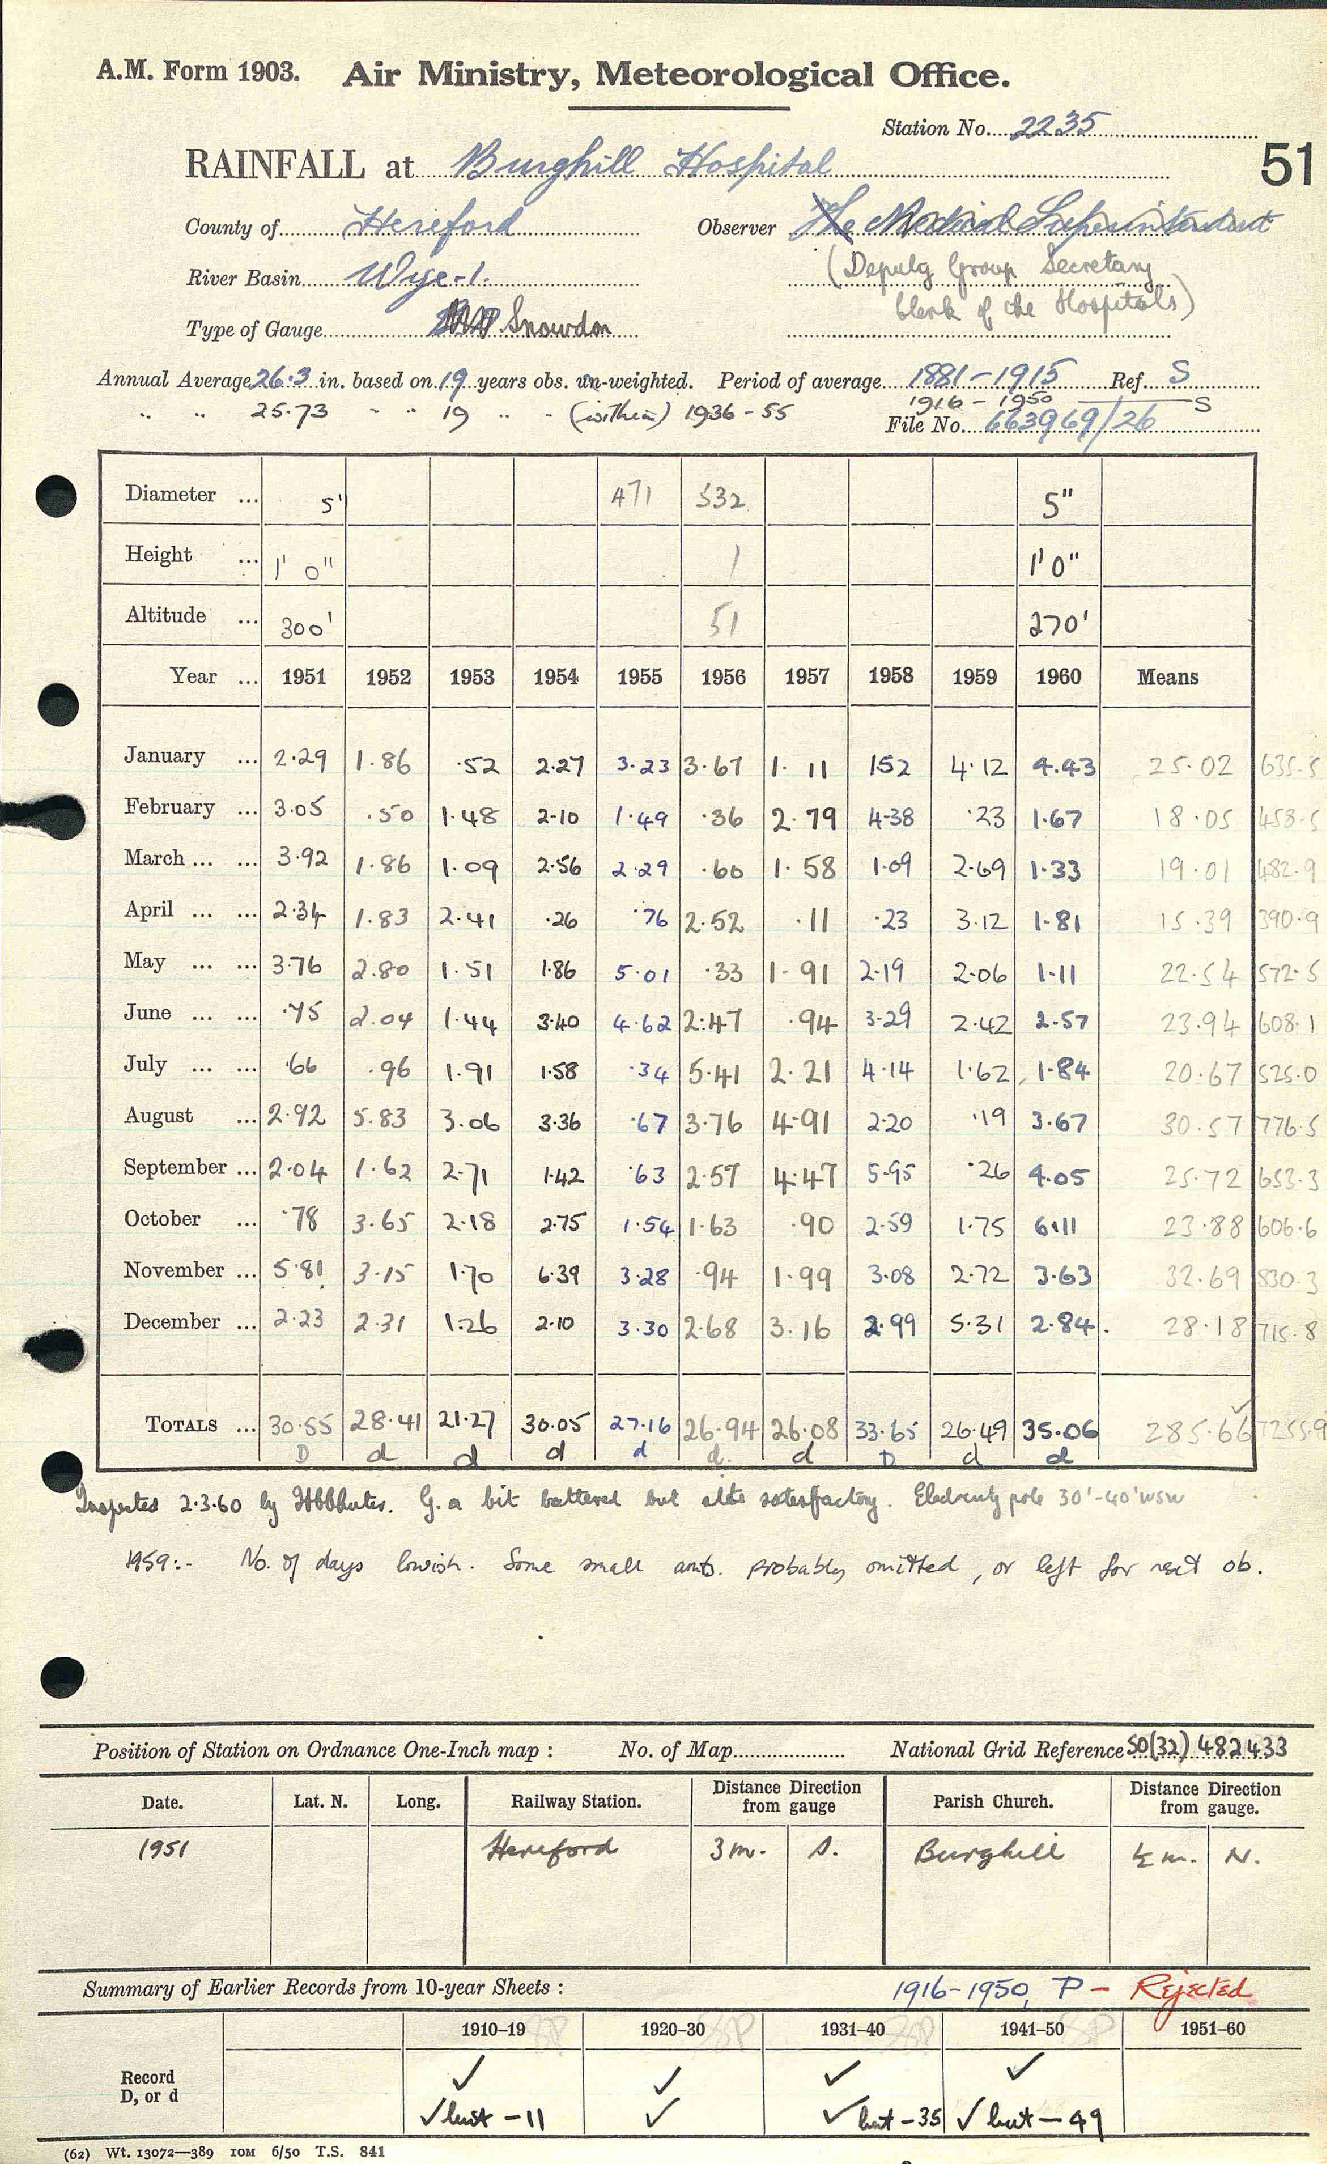 A.M. Form 1903. Air Ministry, Meteorological Office.
Station No. 2235
51
RAINFALL at Burghill Hospital
County of Hereford Observer The Medical Superintendent
River Basin Wye-1. (Deputy Group Secretary
Clerk of the Hospitals)
Type of Gauge Snowdon
Annual Average 26.3 in. based on 19 years obs. un-weighted. Period of average 1881-1915 Ref. S
" " 25.73 " " 19 " " (within) 1936-55 1916-1950 S
File No. 663969/26
Diameter ... 5" 471 532 5"
Height ... 1' 0" 1 1' 0"
Altitude ... 300' 51 270'
Year ... 1951 1952 1953 1954 1955 1956 1957 1958 1959 1960 Means
January ... 2.29 1.86 .52 2.27 3.23 3.67 1.11 1.52 4.12 4.43 25.02 635.5
February ... 3.05 .50 1.48 2.10 1.49 .36 2.79 4.38 .23 1.67 18.05 458.5
March ... ... 3.92 1.86 1.09 2.56 2.29 .60 1.58 1.09 2.69 1.33 19.01 482.9
April ... ... 2.34 1.83 2.41 .26 .76 2.52 .11 .23 3.12 1.81 15.39 390.9
May ... ... 3.76 2.80 1.51 1.86 5.01 .33 1.91 2.19 2.06 1.11 22.54 572.5
June ... ... .75 2.04 1.44 3.40 4.62 2.47 .94 3.29 2.42 2.57 23.94 608.1
July ... ... .66 .96 1.91 1.58 .34 5.41 2.21 4.14 1.62 1.84 20.67 525.0
August ... 2.92 5.83 3.06 3.36 .67 3.76 4.91 2.20 .19 3.67 30.57 776.5
September ... 2.04 1.62 2.71 1.42 .63 2.57 4.47 5.95 .26 4.05 25.72 653.3
October ... .78 3.65 2.18 2.75 1.54 1.63 .90 2.59 1.75 6.11 23.88 606.6
November ... 5.81 3.15 1.70 6.39 3.28 .94 1.99 3.08 2.72 3.63 32.69 830.3
December ... 2.23 2.31 1.26 2.10 3.30 2.68 3.16 2.99 5.31 2.84. 28.18 715.8
TOTALS ... 30.55 28.41 21.27 30.05 27.16 26.94 26.08 33.65 26.49 35.06 285.66 7255.9
D d d d d d. d D d d
Inspected 2.3.60 by G. a bit battered but site satisfactory. Electricity pole 30'-40' WSW
1959:- No. of days lowish. Some small amts. probably omitted, or left for next ob.
Position of Station on Ordnance One-Inch map : No. of Map National Grid Reference SO(32) 482433
Date. Lat. N. Long. Railway Station. Distance from gauge Direction Parish Church. Distance Direction from gauge.
1951 Hereford 3 m. S. Burghill ½ m. N.
Summary of Earlier Records from 10-year Sheets : 1916-1950, P - Rejected
1910-19 1920-30 1931-40 1941-50 1951-60
Record ✓ ✓ ✓ ✓
D, or d ✓ but -11 ✓ ✓ but -35 ✓ but -49
(62) Wt. 13072—389 IOM 6/50 T.S. 841